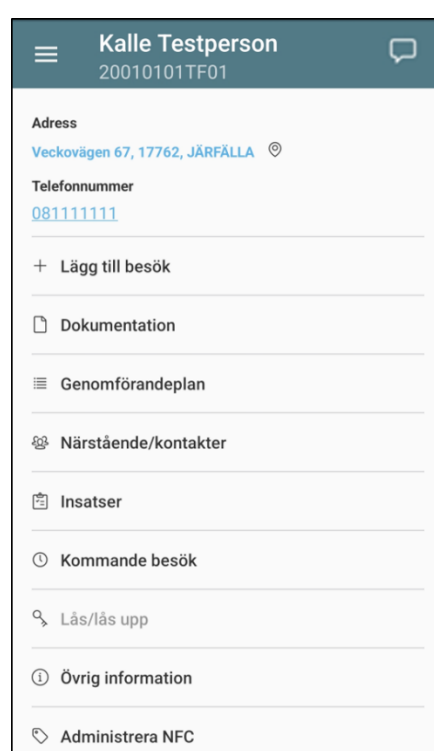 Kalle Testperson
20010101TF01
Adress
Veckovägen 67, 17762, JÄRFÄLLA
Telefonnummer
081111111
Lägg till besök
Dokumentation
Genomförandeplan
Närstående/kontakter
Insatser
Kommande besök
Lås/lås upp
Övrig information
Administrera NFC